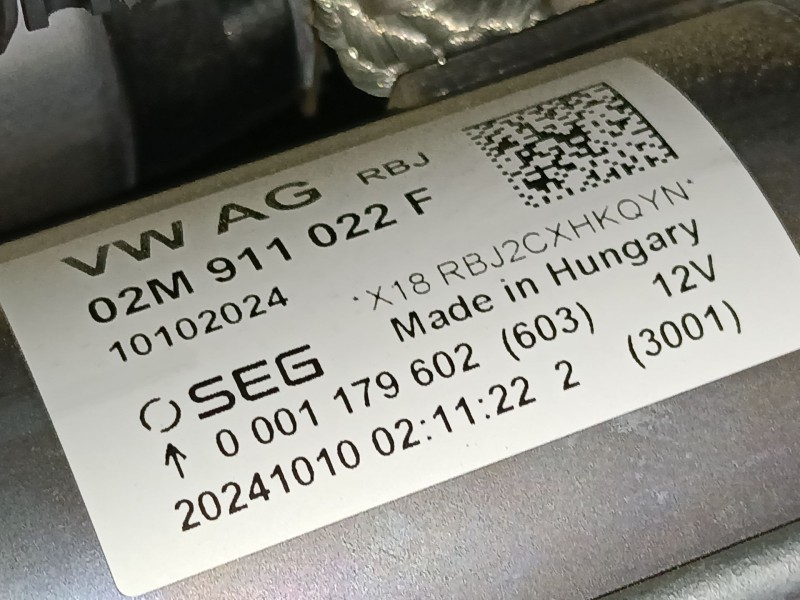 VW AG RBJ
02M 911 022 F
10102024 *X18 RBJ2CXHKQYN*
Made in Hungary
SEG 12V
↑ 0 001 179 602 (603)
20241010 02:11:22 2 (3001)